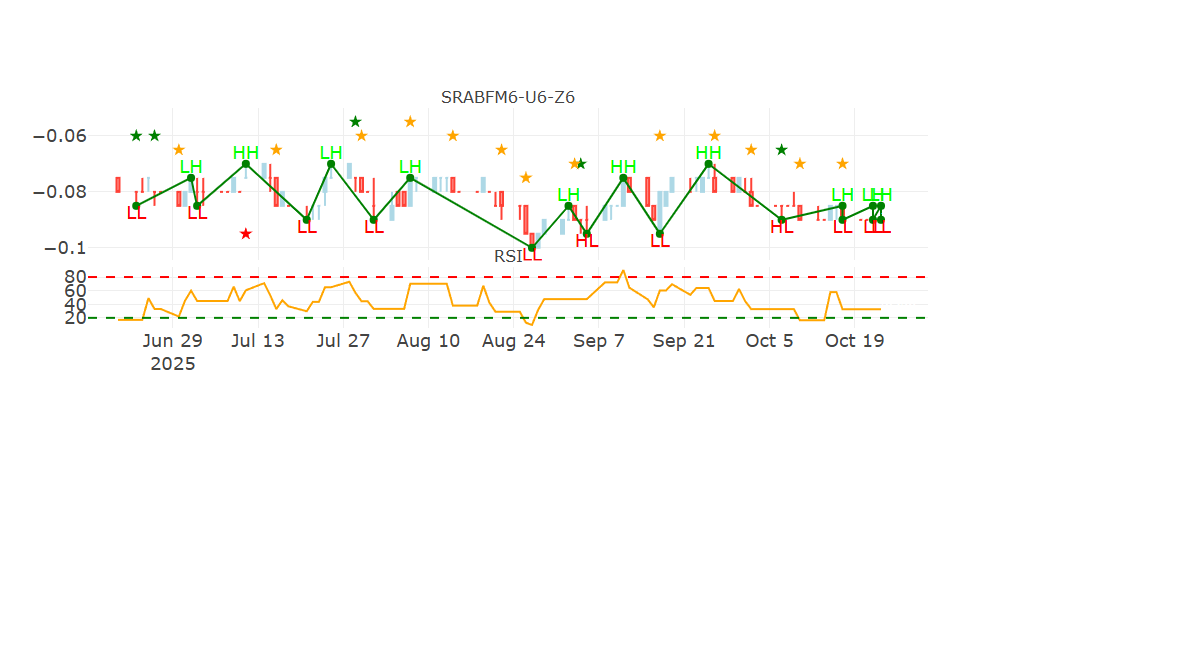 SRABFM6-U6-Z6
−0.06
HH LH HH
LH LH LH HH LH LH LH
−0.08
LL LL LL LL HL LL HL LL LL LL
−0.1
RSI LL
80
60
40
20
Jun 29 Jul 13 Jul 27 Aug 10 Aug 24 Sep 7 Sep 21 Oct 5 Oct 19
2025